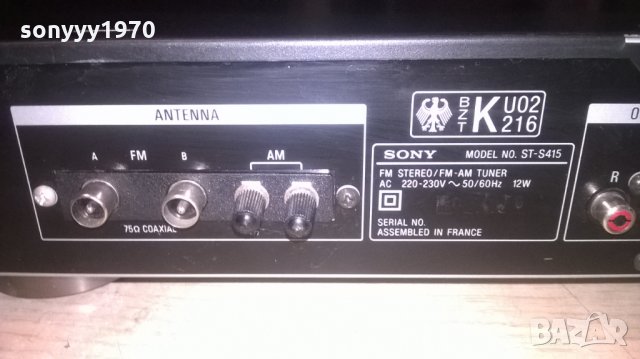 sonyyy1970
ANTENNA
A FM B AM
75Ω COAXIAL
BZT K U02 216
SONY MODEL NO. ST-S415
FM STEREO/FM-AM TUNER
AC 220-230V ~ 50/60Hz 12W
SERIAL NO.
ASSEMBLED IN FRANCE
O
R
BAZAR